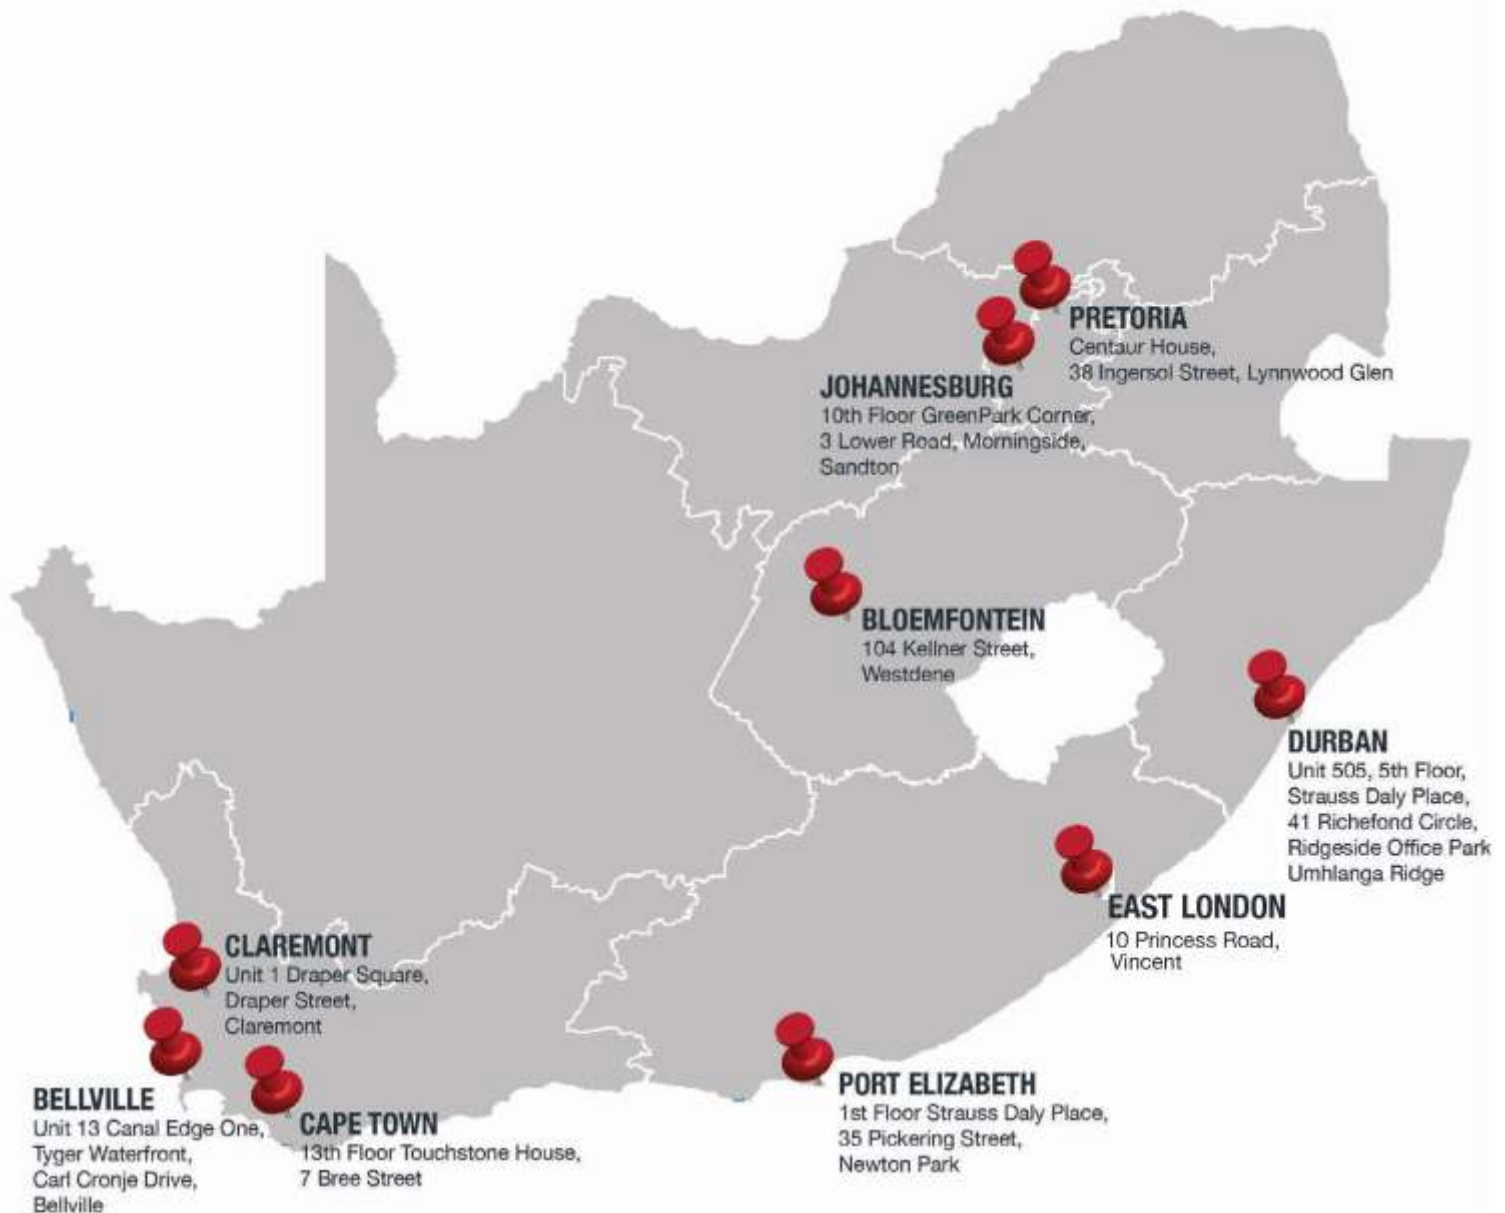 PRETORIA
Centaur House,
38 Ingersol Street, Lynnwood Glen
JOHANNESBURG
10th Floor GreenPark Corner,
3 Lower Road, Morningside,
Sandton
BLOEMFONTEIN
104 Kellner Street,
Westdene
DURBAN
Unit 505, 5th Floor,
Strauss Daly Place,
41 Richefond Circle,
Ridgeside Office Park
Umhlanga Ridge
EAST LONDON
10 Princess Road,
Vincent
CLAREMONT
Unit 1 Draper Square,
Draper Street,
Claremont
PORT ELIZABETH
1st Floor Strauss Daly Place,
35 Pickering Street,
Newton Park
BELLVILLE
Unit 13 Canal Edge One,
Tyger Waterfront,
Carl Cronje Drive,
Bellville
CAPE TOWN
13th Floor Touchstone House,
7 Bree Street